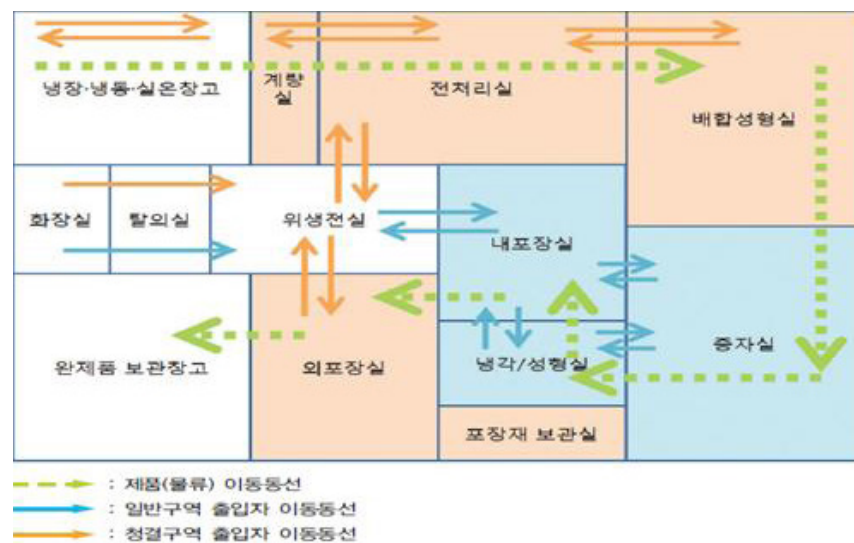 냉장·냉동·실온창고
계량
실
전처리실
배합성형실
화장실
탈의실
위생전실
내포장실
완제품 보관창고
외포장실
냉각/성형실
증자실
포장재 보관실
: 제품(물류) 이동동선
: 일반구역 출입자 이동동선
: 청결구역 출입자 이동동선